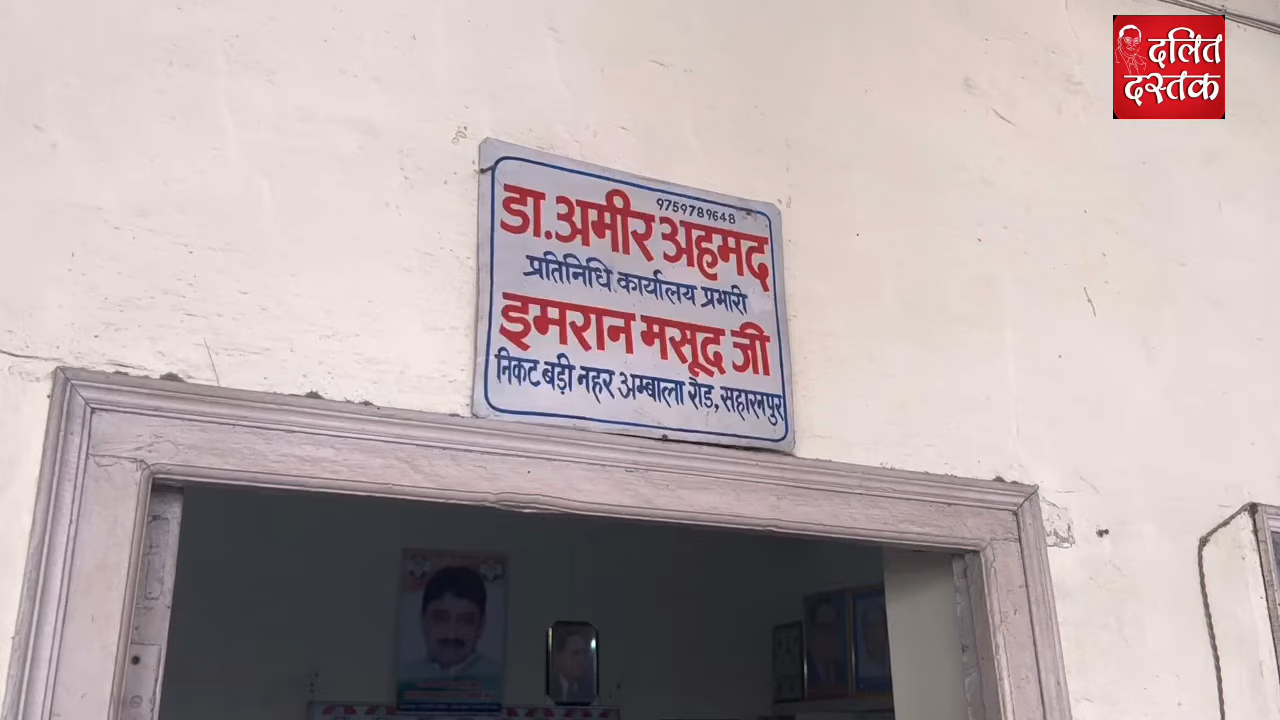 दलित
दस्तक
9759789648
डा.अमीर अहमद
प्रतिनिधि कार्यालय प्रभारी
इमरान मसूद जी
निकट बड़ी नहर अम्बाला रोड, सहारनपुर